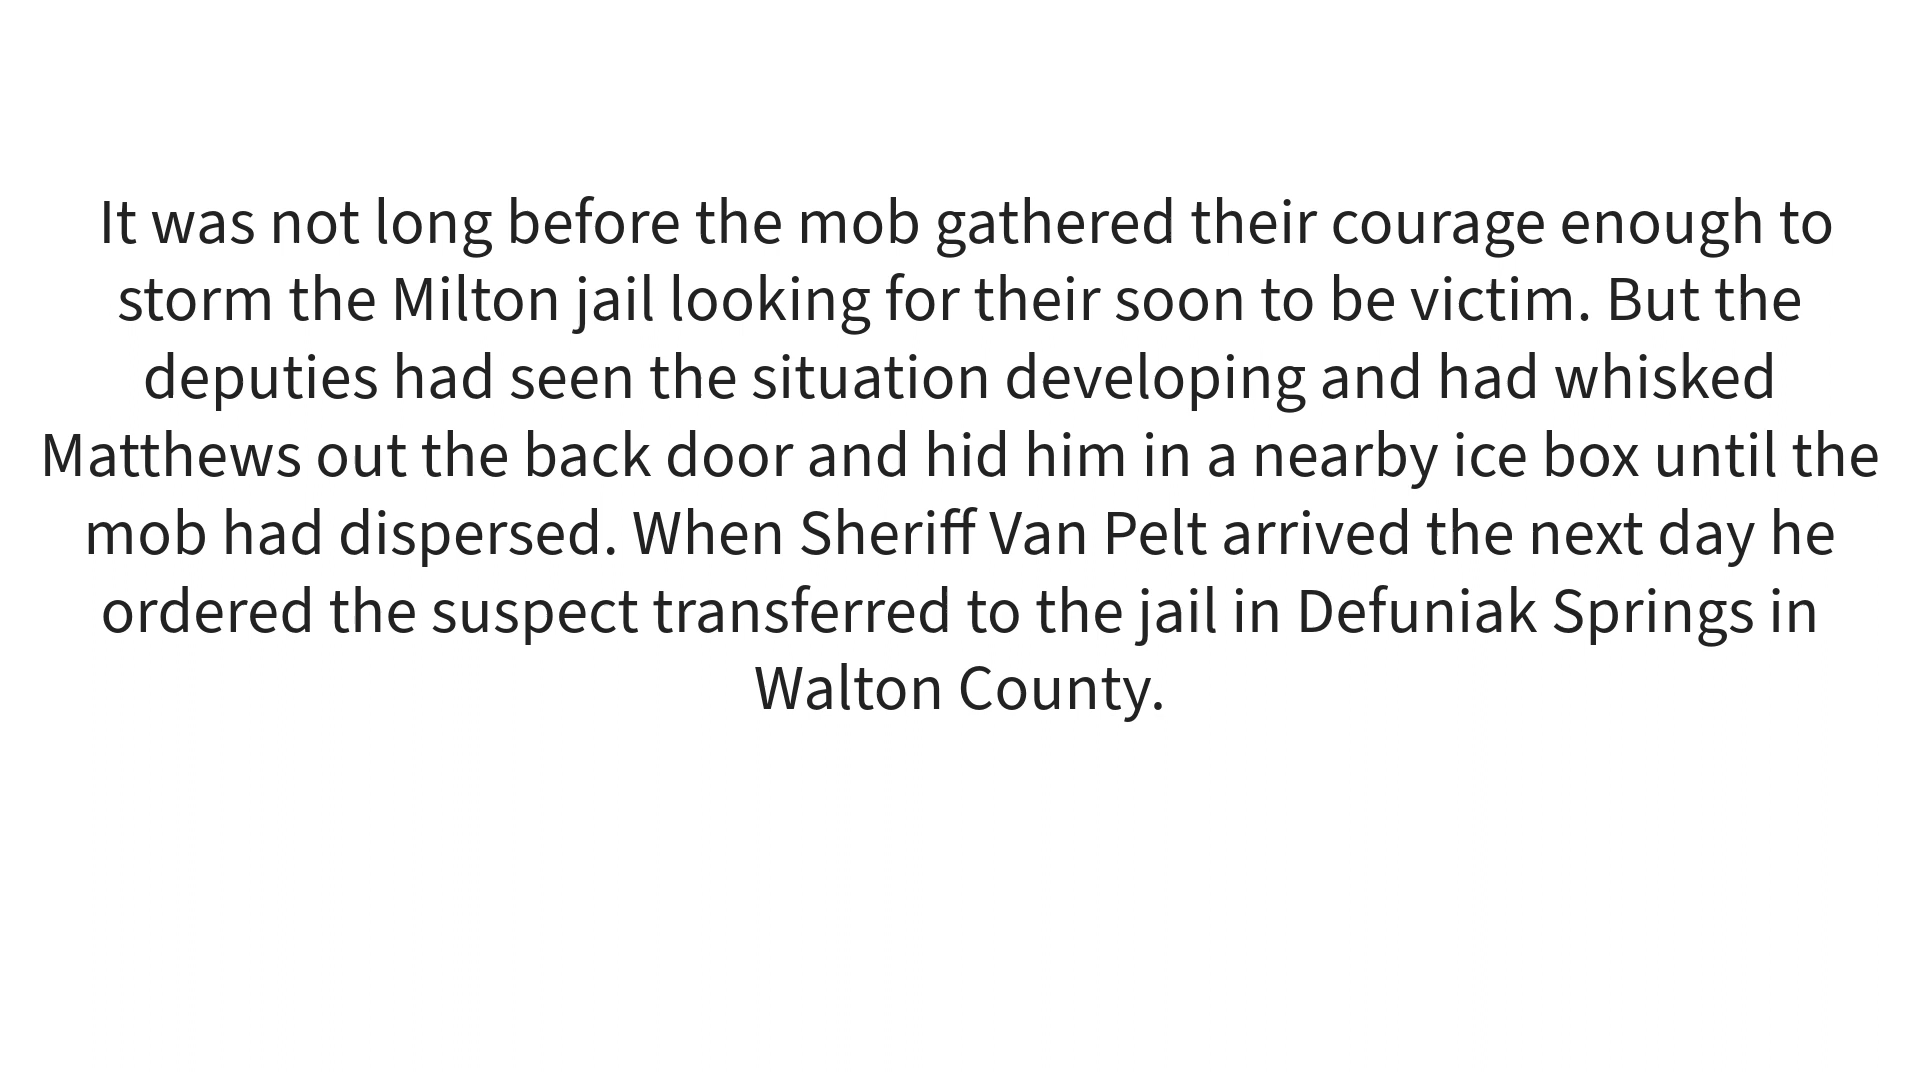 It was not long before the mob gathered their courage enough to
storm the Milton jail looking for their soon to be victim. But the
deputies had seen the situation developing and had whisked
Matthews out the back door and hid him in a nearby ice box until the
mob had dispersed. When Sheriff Van Pelt arrived the next day he
ordered the suspect transferred to the jail in Defuniak Springs in
Walton County.